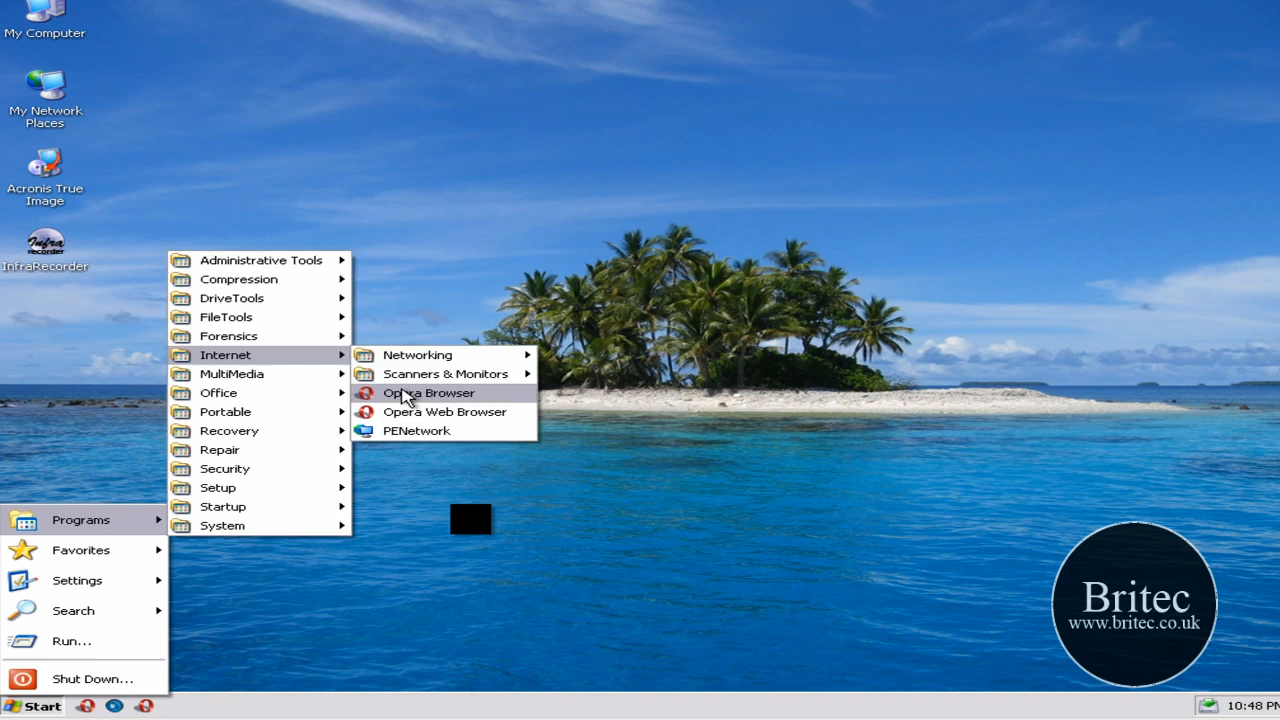 My Computer
My Network
Places
Acronis True
Image
Infra
recorder
InfraRecorder
Administrative Tools
Compression
DriveTools
FileTools
Forensics
Internet
MultiMedia
Office
Portable
Recovery
Repair
Security
Setup
Startup
System
Networking
Scanners & Monitors
Opera Browser
Opera Web Browser
PENetwork
Programs
Favorites
Settings
Search
Run...
Shut Down...
Start
10:48 PM
Britec
www.britec.co.uk